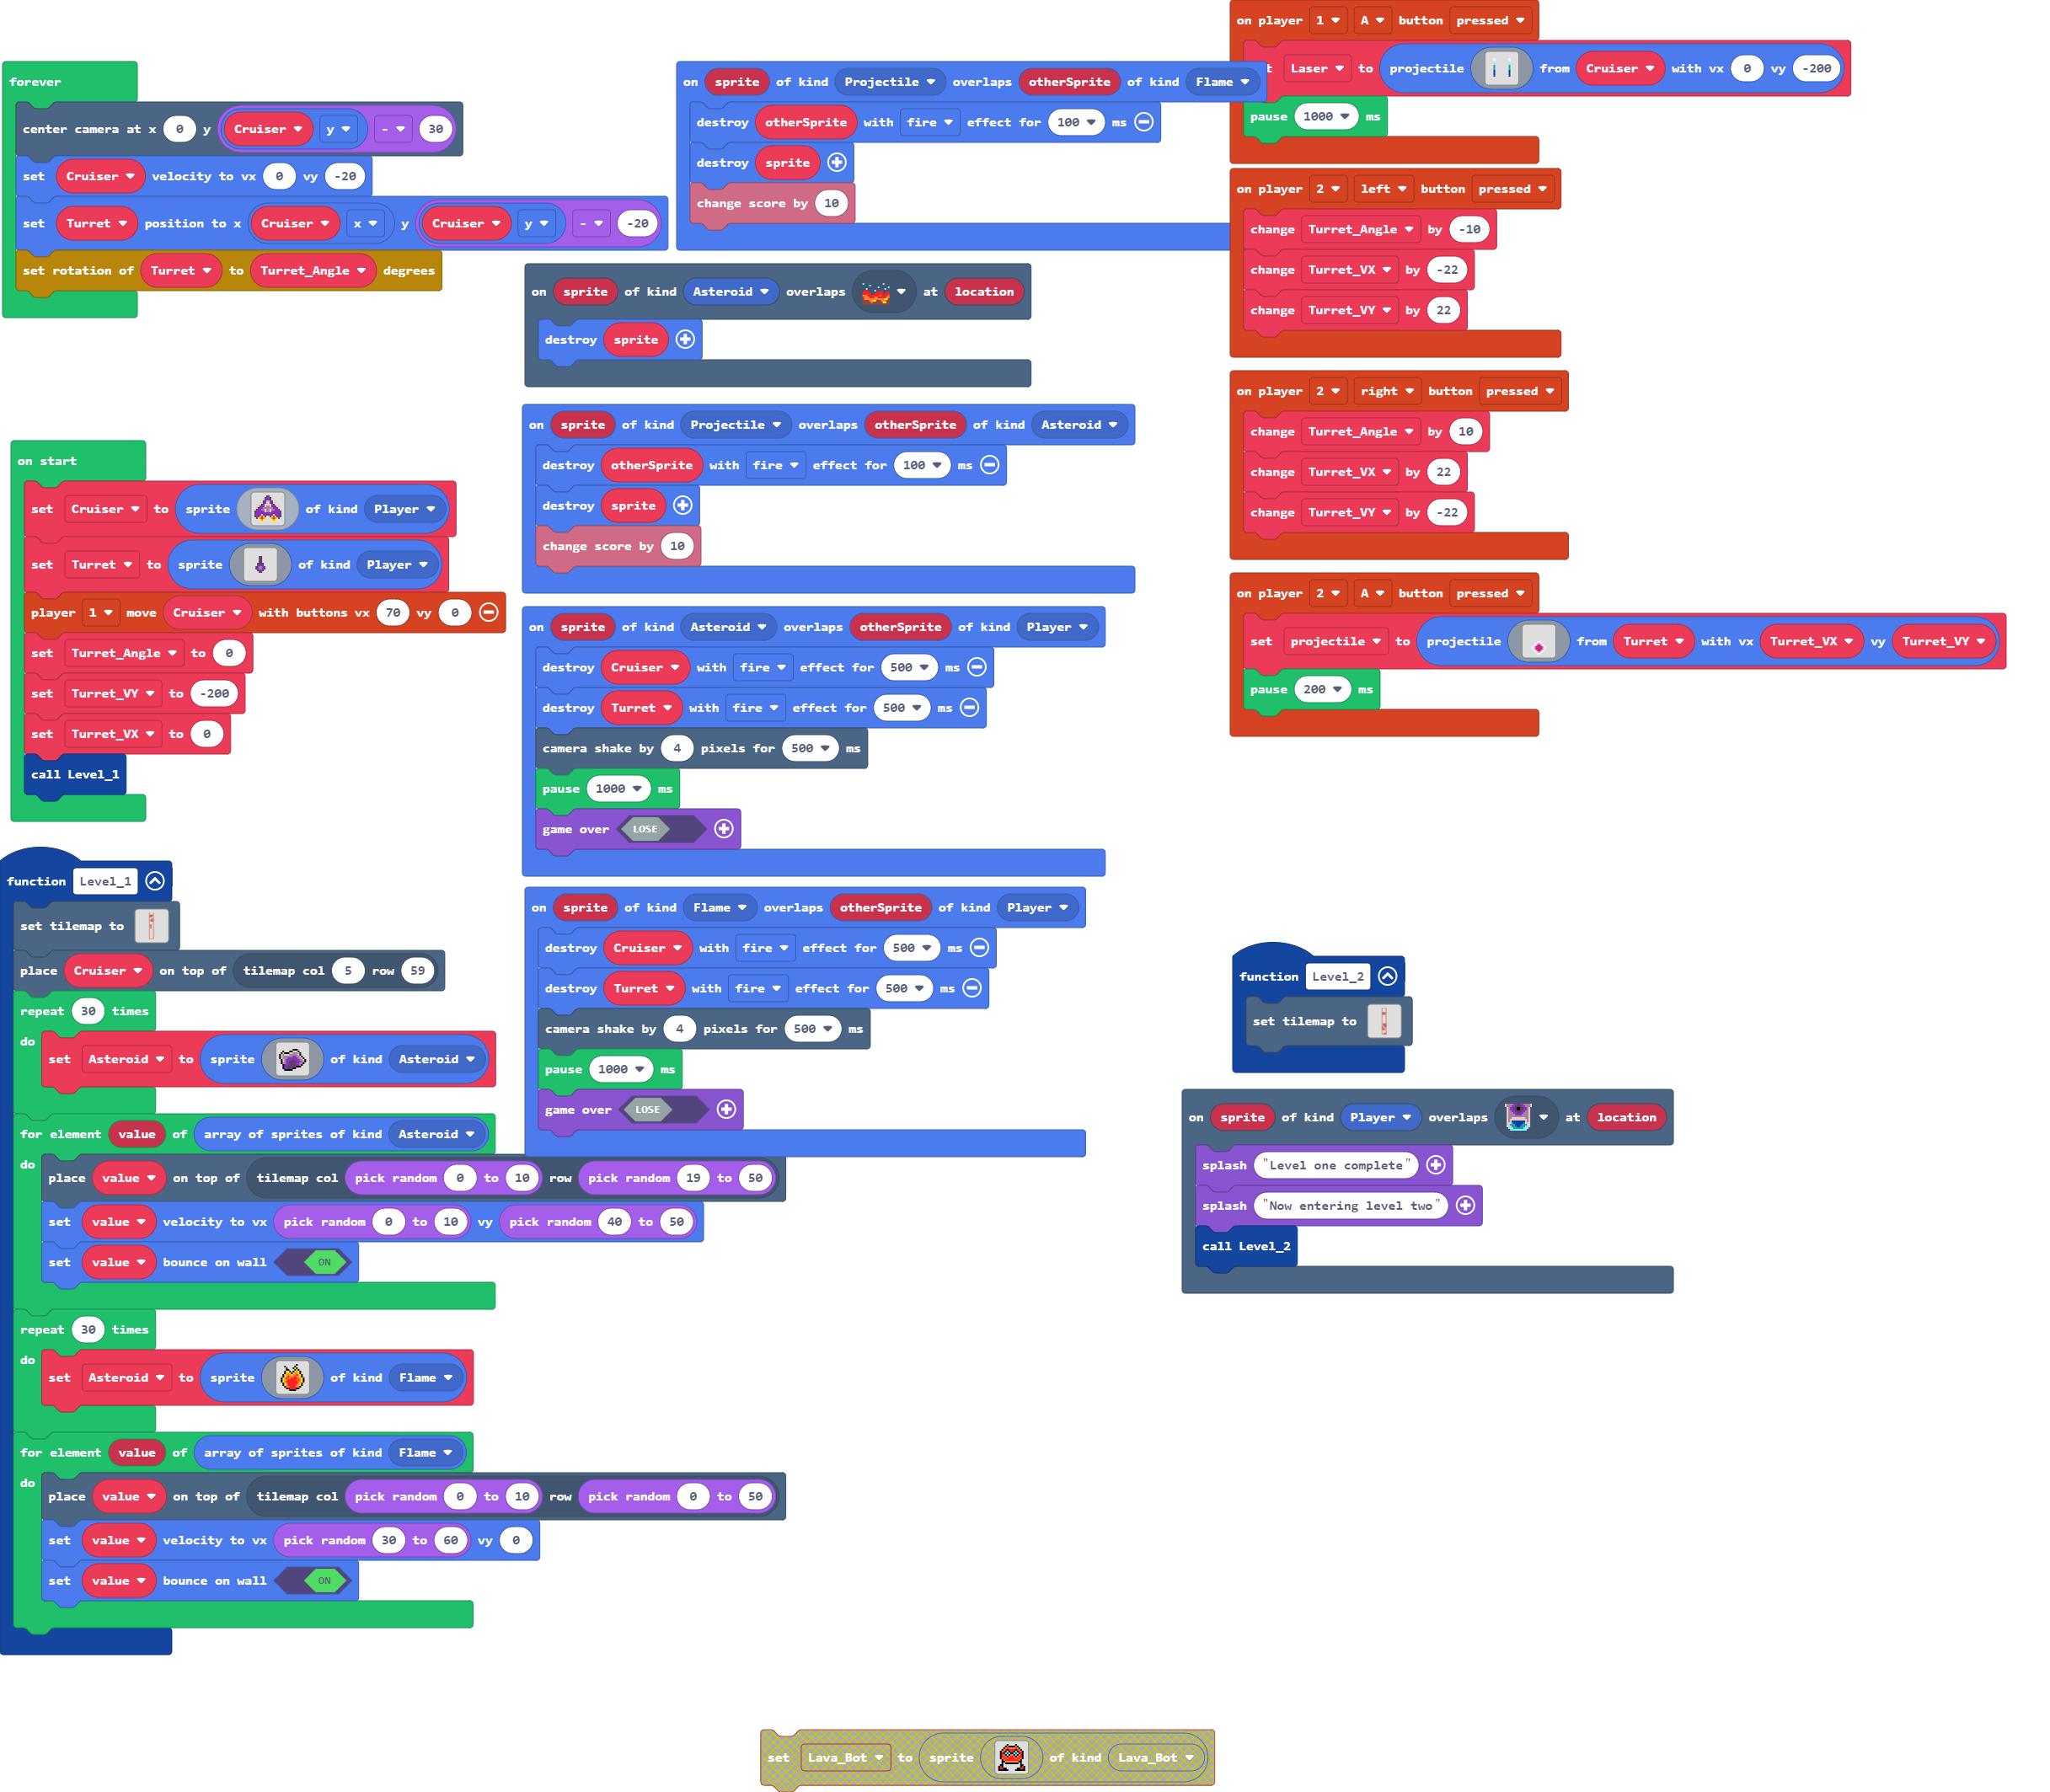 forever
center camera at x 0 y Cruiser y - 30
set Cruiser velocity to vx 0 vy -20
set Turret position to x Cruiser x y Cruiser y - -20
set rotation of Turret to Turret_Angle degrees
on start
set Cruiser to sprite of kind Player
set Turret to sprite of kind Player
player 1 move Cruiser with buttons vx 70 vy 0
set Turret_Angle to 0
set Turret_VY to -200
set Turret_VX to 0
call Level_1
function Level_1
set tilemap to
place Cruiser on top of tilemap col 5 row 59
repeat 30 times
do
set Asteroid to sprite of kind Asteroid
for element value of array of sprites of kind Asteroid
do
place value on top of tilemap col pick random 0 to 10 row pick random 19 to 50
set value velocity to vx pick random 0 to 10 vy pick random 40 to 50
set value bounce on wall ON
repeat 30 times
do
set Asteroid to sprite of kind Flame
for element value of array of sprites of kind Flame
do
place value on top of tilemap col pick random 0 to 10 row pick random 0 to 50
set value velocity to vx pick random 30 to 60 vy 0
set value bounce on wall ON
on sprite of kind Projectile overlaps otherSprite of kind Flame
destroy otherSprite with fire effect for 100 ms
destroy sprite
change score by 10
on sprite of kind Asteroid overlaps at location
destroy sprite
on sprite of kind Projectile overlaps otherSprite of kind Asteroid
destroy otherSprite with fire effect for 100 ms
destroy sprite
change score by 10
on sprite of kind Asteroid overlaps otherSprite of kind Player
destroy Cruiser with fire effect for 500 ms
destroy Turret with fire effect for 500 ms
camera shake by 4 pixels for 500 ms
pause 1000 ms
game over LOSE
on sprite of kind Flame overlaps otherSprite of kind Player
destroy Cruiser with fire effect for 500 ms
destroy Turret with fire effect for 500 ms
camera shake by 4 pixels for 500 ms
pause 1000 ms
game over LOSE
on player 1 A button pressed
t Laser to projectile from Cruiser with vx 0 vy -200
pause 1000 ms
on player 2 left button pressed
change Turret_Angle by -10
change Turret_VX by -22
change Turret_VY by 22
on player 2 right button pressed
change Turret_Angle by 10
change Turret_VX by 22
change Turret_VY by -22
on player 2 A button pressed
set projectile to projectile from Turret with vx Turret_VX vy Turret_VY
pause 200 ms
function Level_2
set tilemap to
on sprite of kind Player overlaps at location
splash "Level one complete"
splash "Now entering level two"
call Level_2
set Lava_Bot to sprite of kind Lava_Bot